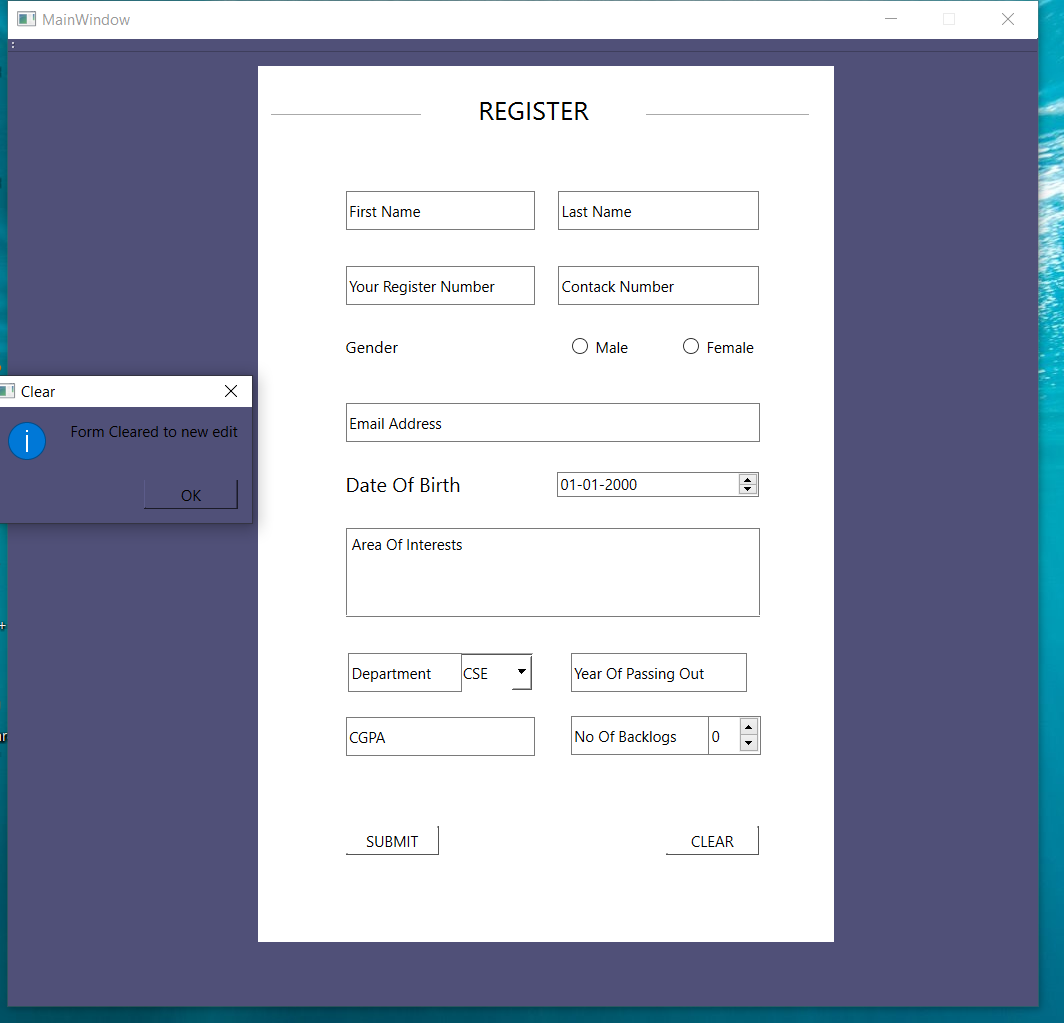 MainWindow
REGISTER
First Name
Last Name
Your Register Number
Contack Number
Gender
Male
Female
Clear
Form Cleared to new edit
OK
Email Address
Date Of Birth
01-01-2000
Area Of Interests
Department
CSE
Year Of Passing Out
CGPA
No Of Backlogs
0
SUBMIT
CLEAR